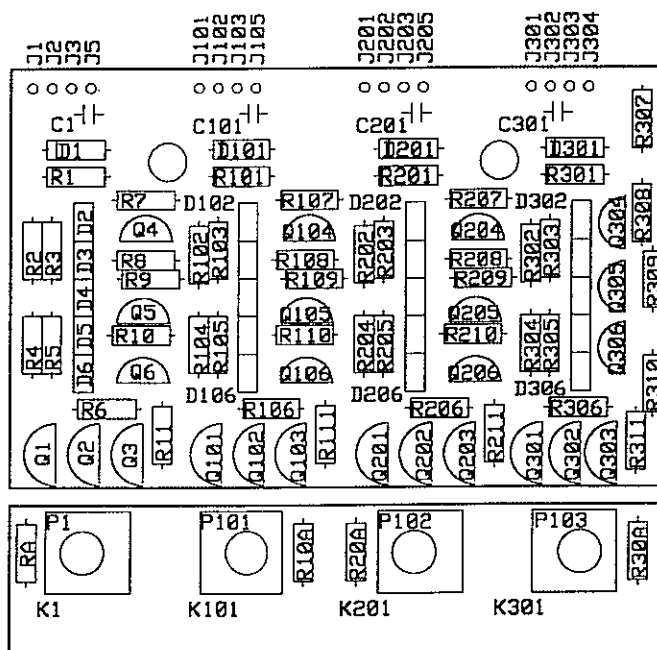 J1 J2 J3 J5 J101 J102 J103 J105 J201 J202 J203 J205 J301 J302 J303 J304
C1 C101 C201 C301 R307
D1 D101 D201 D301
R1 R101 R201 R301
R7 D102 R107 D202 R207 D302 R308
R2 R3 D2 Q4 R102 R103 Q104 R202 R203 Q204 R302 R303 Q304
D3 R8 R108 R208 R309
D4 R9 R109 R209 Q305
R4 R5 D5 Q5 R104 R105 Q105 R204 R205 Q205 R304 R305 Q306
R10 R110 R210
D6 Q6 Q106 Q206 R310
D106 D206 D306
R6 R106 R206 R306
Q1 Q2 Q3 R11 Q101 Q102 Q103 R111 Q201 Q202 Q203 R211 Q301 Q302 Q303 R311
RA P1 P101 R10A R20A P102 P103 R30A
K1 K101 K201 K301